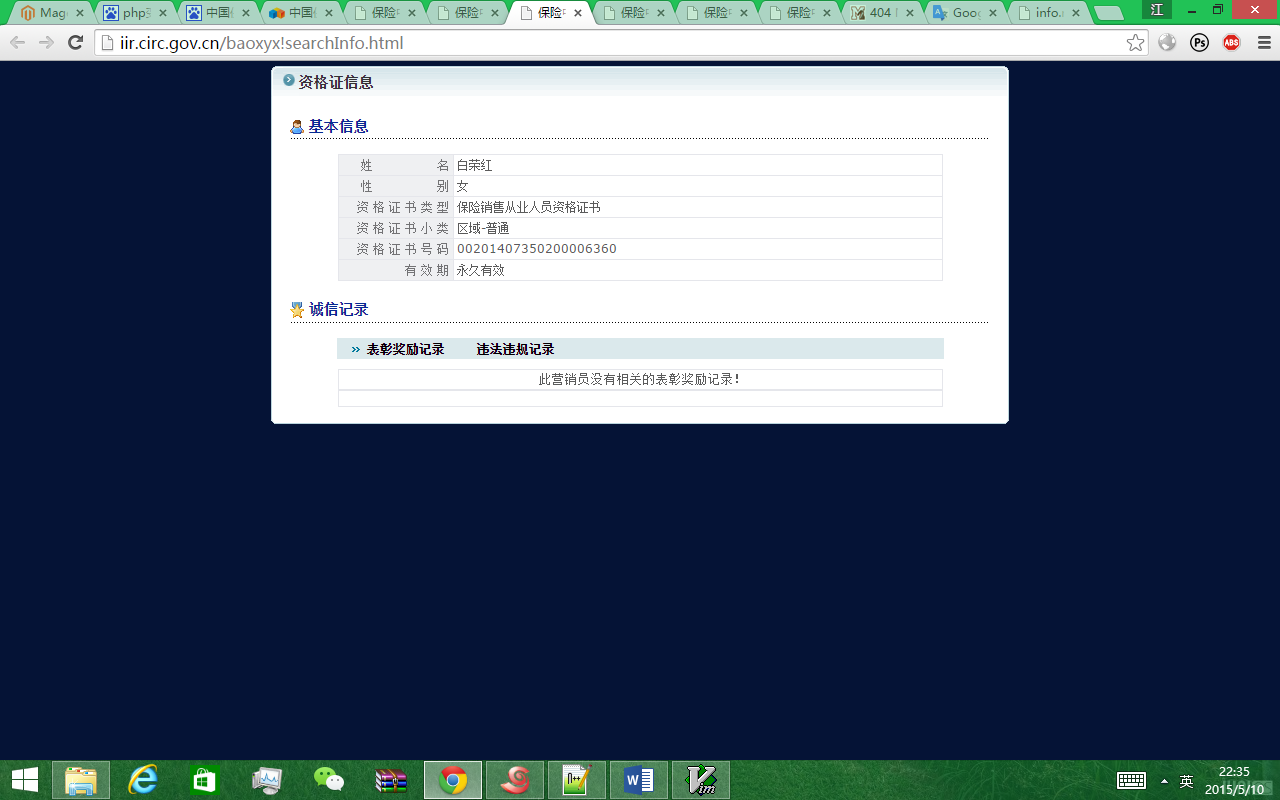 Mag
php
中国
中国
保险
保险
保险
保险
保险
保险
404
Goo
info.
江
iir.circ.gov.cn/baoxyx!searchInfo.html
Ps
ABS
资格证信息
基本信息
姓名 白荣红
性别 女
资格证书类型 保险销售从业人员资格证书
资格证书小类 区域-普通
资格证书号码 00201407350200006360
有效期 永久有效
诚信记录
›› 表彰奖励记录 违法违规记录
此营销员没有相关的表彰奖励记录!
英
22:35
2015/5/10